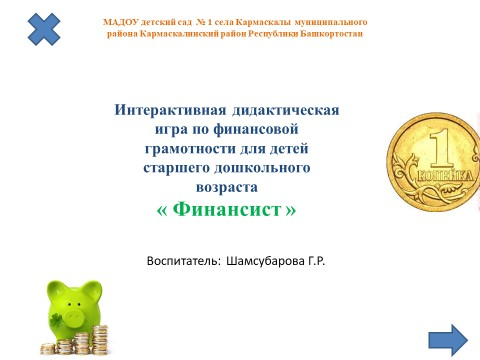 МАДОУ детский сад № 1 села Кармаскалы муниципального
района Кармаскалинский район Республики Башкортостан
Интерактивная дидактическая
игра по финансовой
грамотности для детей
старшего дошкольного
возраста
« Финансист »
1
КОПЕЙКА
Воспитатель: Шамсубарова Г.Р.